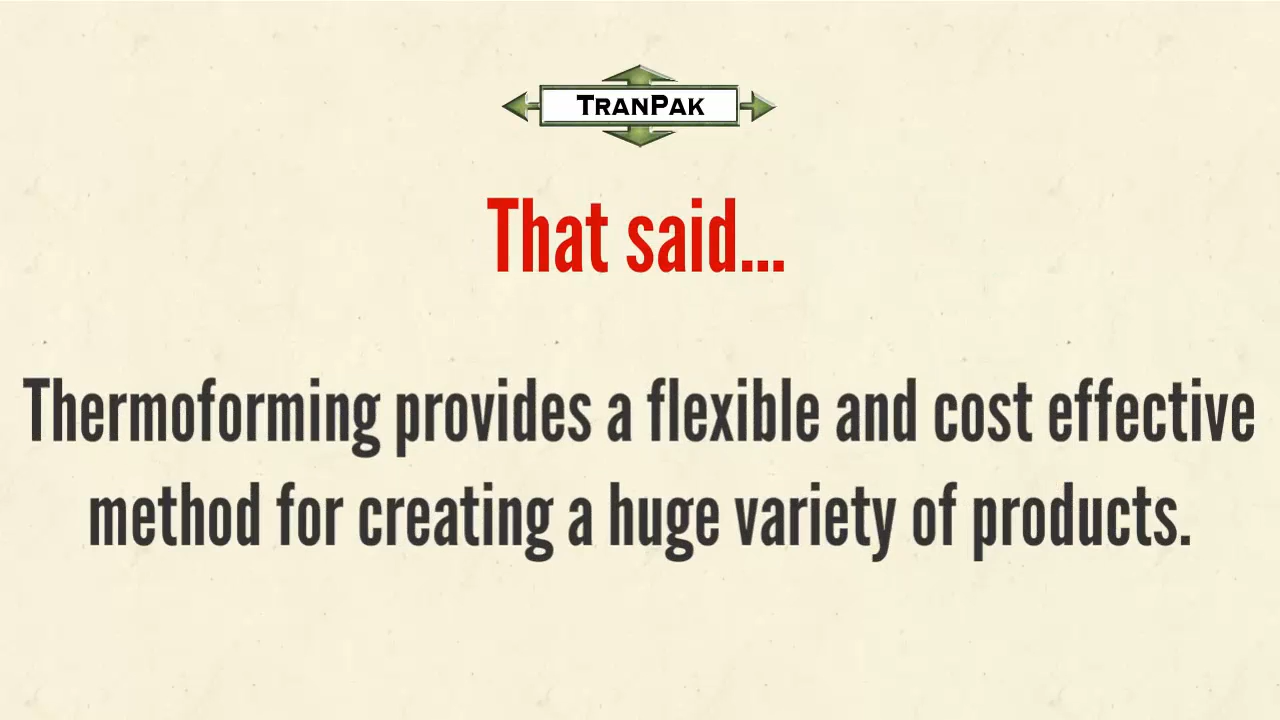 TRANPAK
That said...
Thermoforming provides a flexible and cost effective
method for creating a huge variety of products.